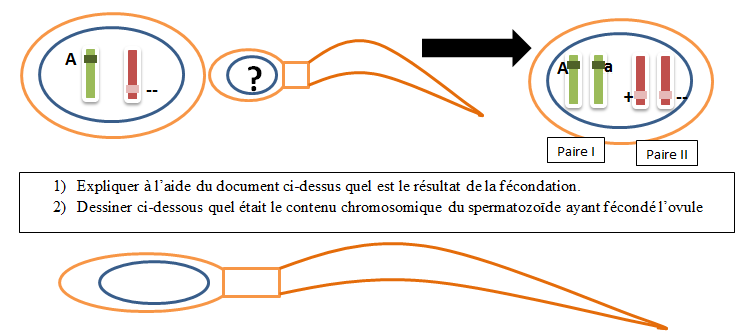 A
--
?
A
a
+
--
Paire I
Paire II
1) Expliquer à l'aide du document ci-dessus quel est le résultat de la fécondation.
2) Dessiner ci-dessous quel était le contenu chromosomique du spermatozoïde ayant fécondé l'ovule